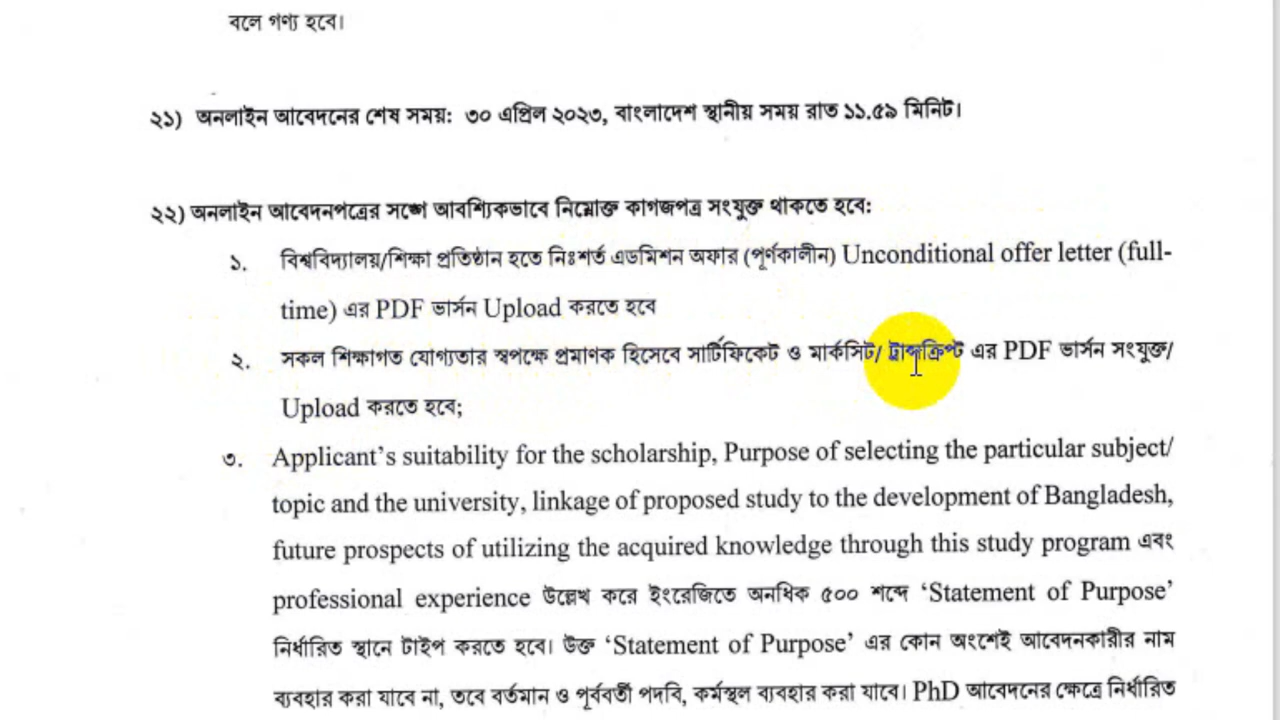 বলে গণ্য হবে।
২১) অনলাইন আবেদনের শেষ সময়: ৩০ এপ্রিল ২০২৩, বাংলাদেশ স্থানীয় সময় রাত ১১.৫৯ মিনিট।
২২) অনলাইন আবেদনপত্রের সঙ্গে আবশ্যিকভাবে নিম্নোক্ত কাগজপত্র সংযুক্ত থাকতে হবে:
১. বিশ্ববিদ্যালয়/শিক্ষা প্রতিষ্ঠান হতে নিঃশর্ত এডমিশন অফার (পূর্ণকালীন) Unconditional offer letter (full-
time) এর PDF ভার্সন Upload করতে হবে
২. সকল শিক্ষাগত যোগ্যতার স্বপক্ষে প্রমাণক হিসেবে সার্টিফিকেট ও মার্কসিট/ ট্রান্সক্রিপ্ট এর PDF ভার্সন সংযুক্ত/
Upload করতে হবে;
৩. Applicant's suitability for the scholarship, Purpose of selecting the particular subject/
topic and the university, linkage of proposed study to the development of Bangladesh,
future prospects of utilizing the acquired knowledge through this study program এবং
professional experience উল্লেখ করে ইংরেজিতে অনধিক ৫০০ শব্দে ‘Statement of Purpose’
নির্ধারিত স্থানে টাইপ করতে হবে। উক্ত ‘Statement of Purpose’ এর কোন অংশেই আবেদনকারীর নাম
ব্যবহার করা যাবে না, তবে বর্তমান ও পূর্ববর্তী পদবি, কর্মস্থল ব্যবহার করা যাবে। PhD আবেদনের ক্ষেত্রে নির্ধারিত